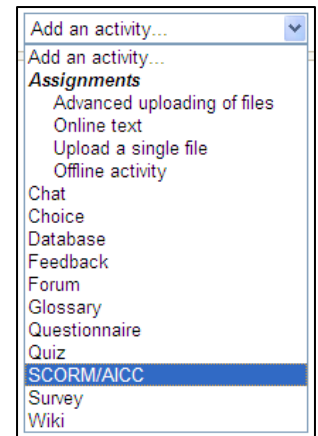 Add an activity...
Add an activity...
Assignments
Advanced uploading of files
Online text
Upload a single file
Offline activity
Chat
Choice
Database
Feedback
Forum
Glossary
Questionnaire
Quiz
SCORM/AICC
Survey
Wiki